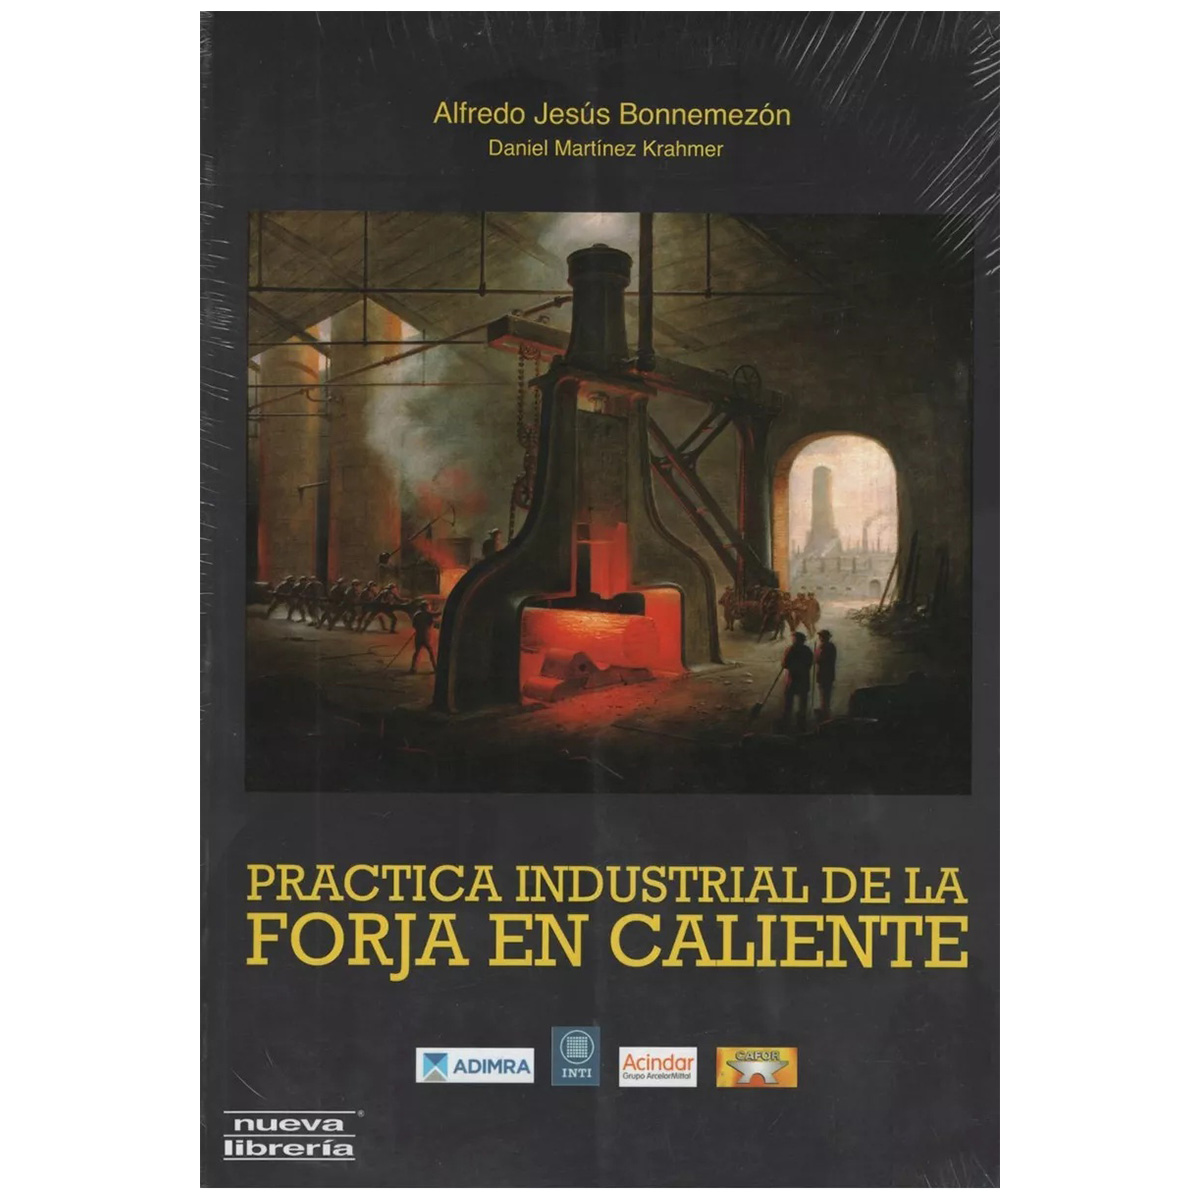 Alfredo Jesús Bonnemezón
Daniel Martínez Krahmer
PRACTICA INDUSTRIAL DE LA
FORJA EN CALIENTE
ADIMRA
INTI
Acindar
Grupo ArcelorMittal
CAFOR
nueva®
librería